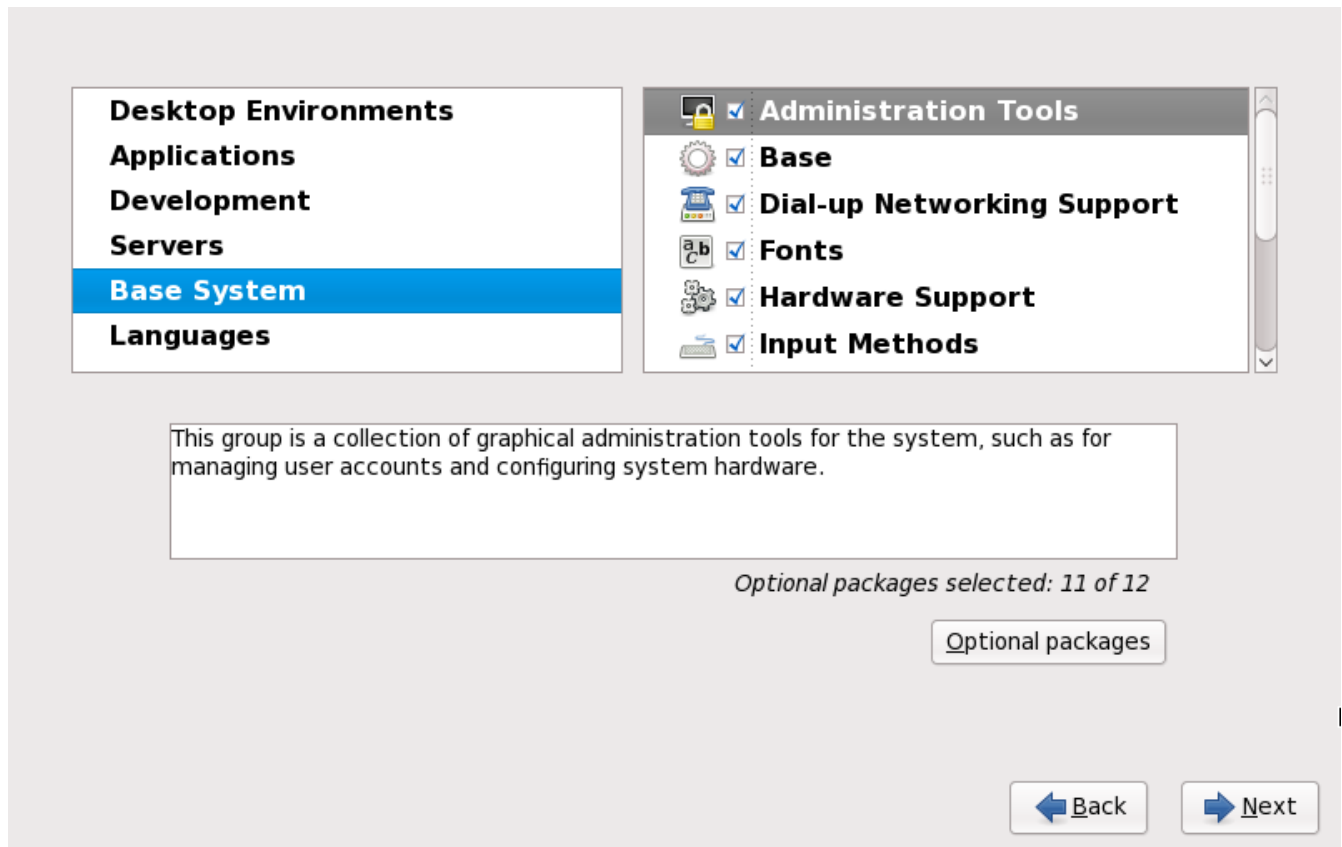 Desktop Environments
Applications
Development
Servers
Base System
Languages
Administration Tools
Base
Dial-up Networking Support
Fonts
Hardware Support
Input Methods
This group is a collection of graphical administration tools for the system, such as for
managing user accounts and configuring system hardware.
Optional packages selected: 11 of 12
Optional packages
Back
Next